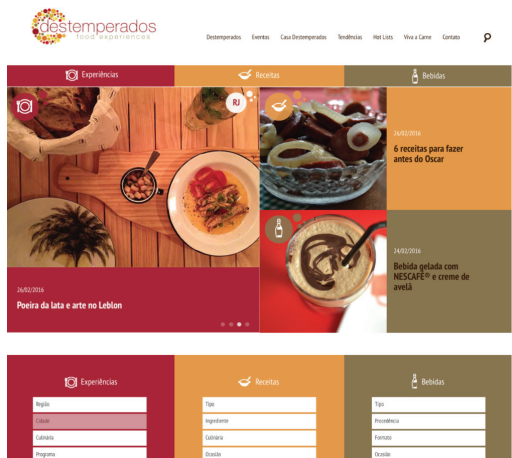 destemperados
food experiences
Destemperados Eventos Casa Destemperados Tendências Hot Lists Viva a Carne Contato
Experiências
Receitas
Bebidas
RJ
26/02/2016
Poeira da lata e arte no Leblon
26/02/2016
6 receitas para fazer
antes do Oscar
24/02/2016
Bebida gelada com
NESCAFÉ® e creme de
avelã
Experiências
Região
Cidade
Culinária
Programa
Receitas
Tipo
Ingrediente
Culinária
Ocasião
Bebidas
Tipo
Procedência
Formato
Ocasião